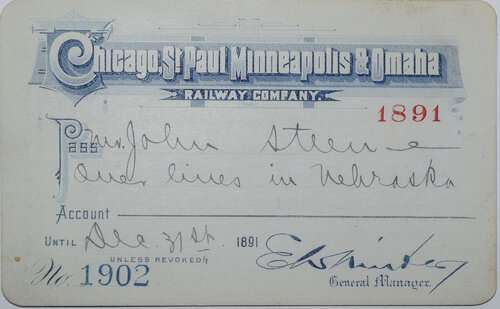 Chicago, St. Paul Minneapolis & Omaha
RAILWAY COMPANY.
1891
Pass Mr. John Steen
Over lines in Nebraska
Account
UNTIL Dec. 31st 1891
UNLESS REVOKED
No. 1902
General Manager.